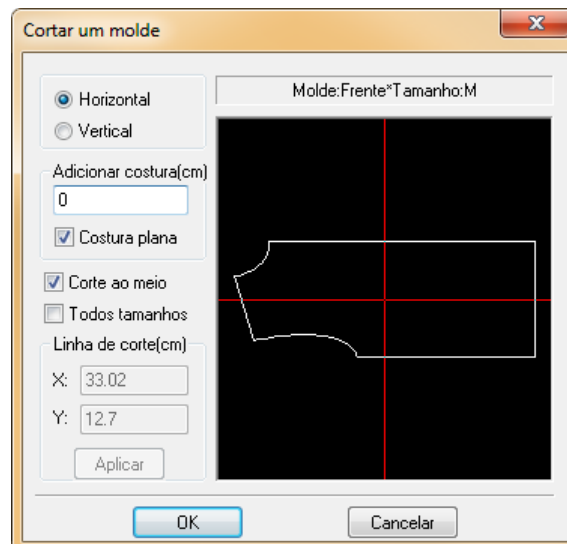 Cortar um molde
Horizontal
Vertical
Molde:Frente*Tamanho:M
Adicionar costura(cm)
0
Costura plana
Corte ao meio
Todos tamanhos
Linha de corte(cm)
X: 33.02
Y: 12.7
Aplicar
OK
Cancelar